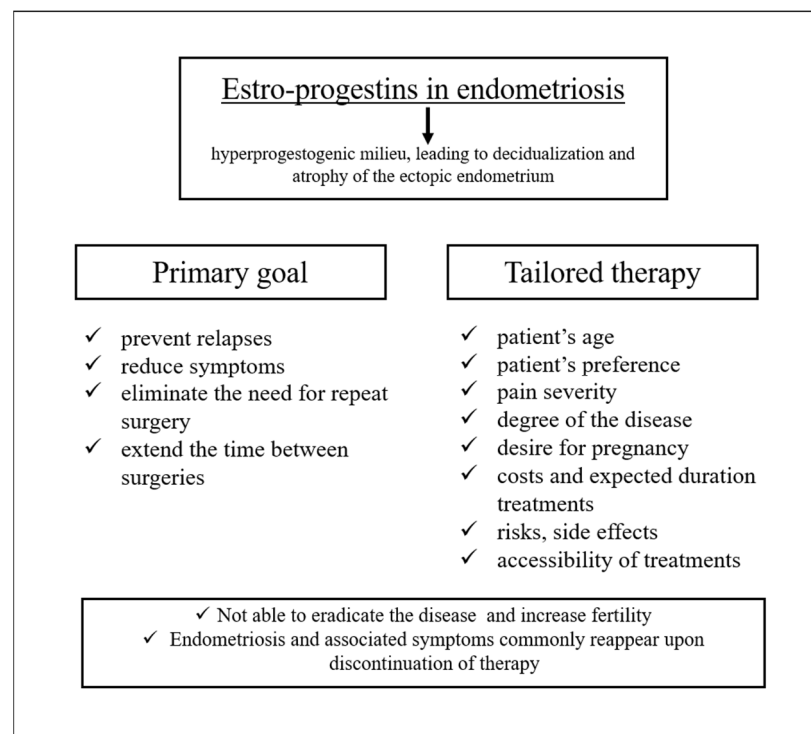 Estro-progestins in endometriosis
hyperprogestogenic milieu, leading to decidualization and
atrophy of the ectopic endometrium
Primary goal
✓ prevent relapses
✓ reduce symptoms
✓ eliminate the need for repeat
surgery
✓ extend the time between
surgeries
Tailored therapy
✓ patient’s age
✓ patient’s preference
✓ pain severity
✓ degree of the disease
✓ desire for pregnancy
✓ costs and expected duration
treatments
✓ risks, side effects
✓ accessibility of treatments
✓ Not able to eradicate the disease and increase fertility
✓ Endometriosis and associated symptoms commonly reappear upon
discontinuation of therapy